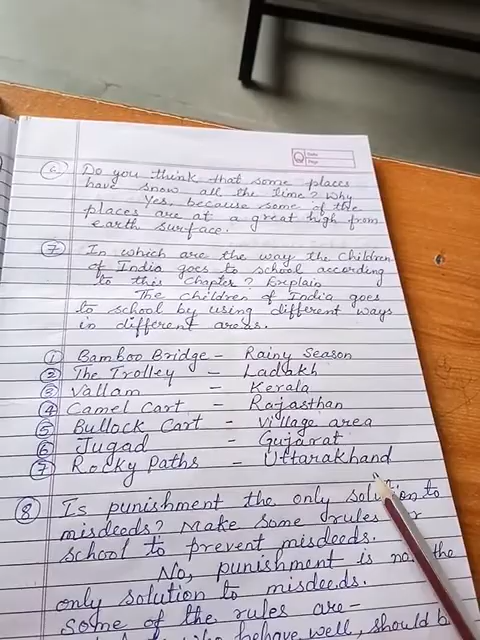 6 Do you think that some places
have snow all the time? Why
Yes, because some of the
places are at a great high from
earth surface.
7 In which are the way the children
of India goes to school according
to this chapter? Explain
The children of India goes
to school by using different ways
in different areas.
1 Bamboo Bridge - Rainy Season
2 The Trolley - Ladakh
3 Vallam - Kerala
4 Camel Cart - Rajasthan
5 Bullock Cart - Village area
6 Jugad - Gujarat
7 Rocky Paths - Uttarakhand
8 Is punishment the only solution to
misdeeds? Make some rules
school to prevent misdeeds.
No, punishment is the
only solution to misdeeds.
Some of the rules are-
who behave well, should